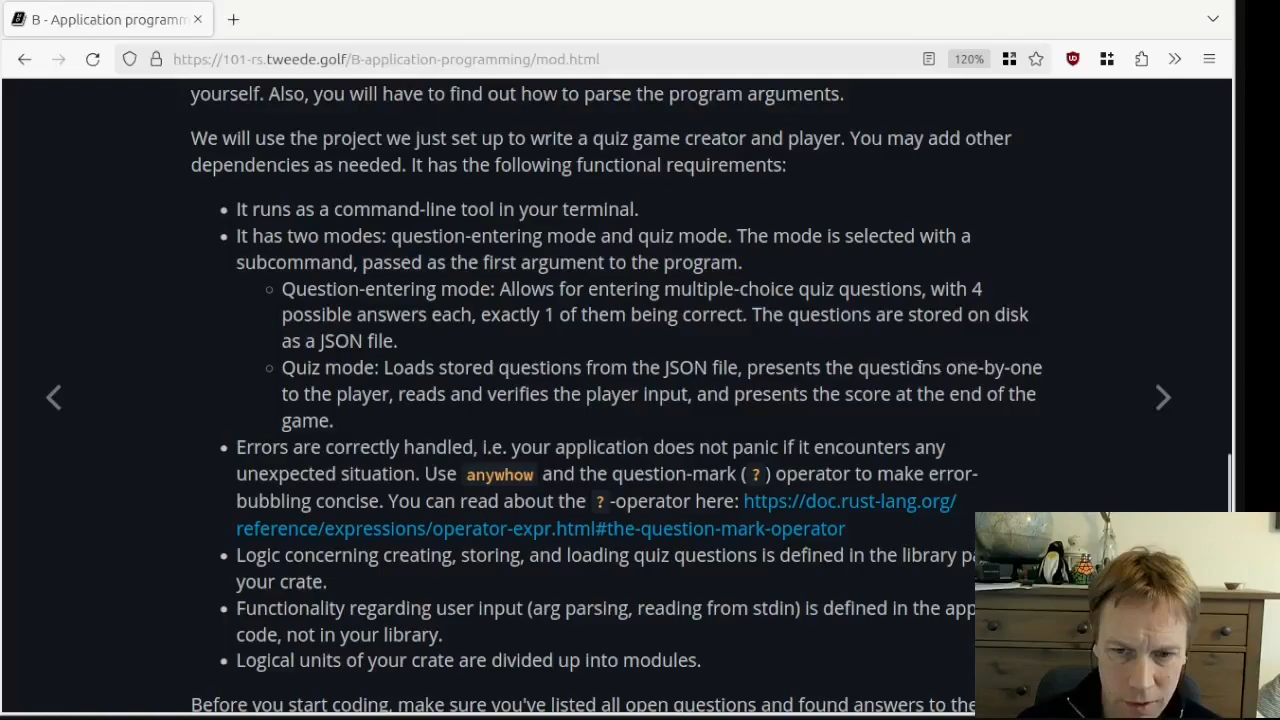 B - Application programm
https://101-rs.tweede.golf/B-application-programming/mod.html
120%
yourself. Also, you will have to find out how to parse the program arguments.
We will use the project we just set up to write a quiz game creator and player. You may add other
dependencies as needed. It has the following functional requirements:
It runs as a command-line tool in your terminal.
It has two modes: question-entering mode and quiz mode. The mode is selected with a
subcommand, passed as the first argument to the program.
Question-entering mode: Allows for entering multiple-choice quiz questions, with 4
possible answers each, exactly 1 of them being correct. The questions are stored on disk
as a JSON file.
Quiz mode: Loads stored questions from the JSON file, presents the questions one-by-one
to the player, reads and verifies the player input, and presents the score at the end of the
game.
Errors are correctly handled, i.e. your application does not panic if it encounters any
unexpected situation. Use anywhow and the question-mark (?) operator to make error-
bubbling concise. You can read about the ?-operator here: https://doc.rust-lang.org/
reference/expressions/operator-expr.html#the-question-mark-operator
Logic concerning creating, storing, and loading quiz questions is defined in the library pa
your crate.
Functionality regarding user input (arg parsing, reading from stdin) is defined in the app
code, not in your library.
Logical units of your crate are divided up into modules.
Before you start coding, make sure you've listed all open questions and found answers to the